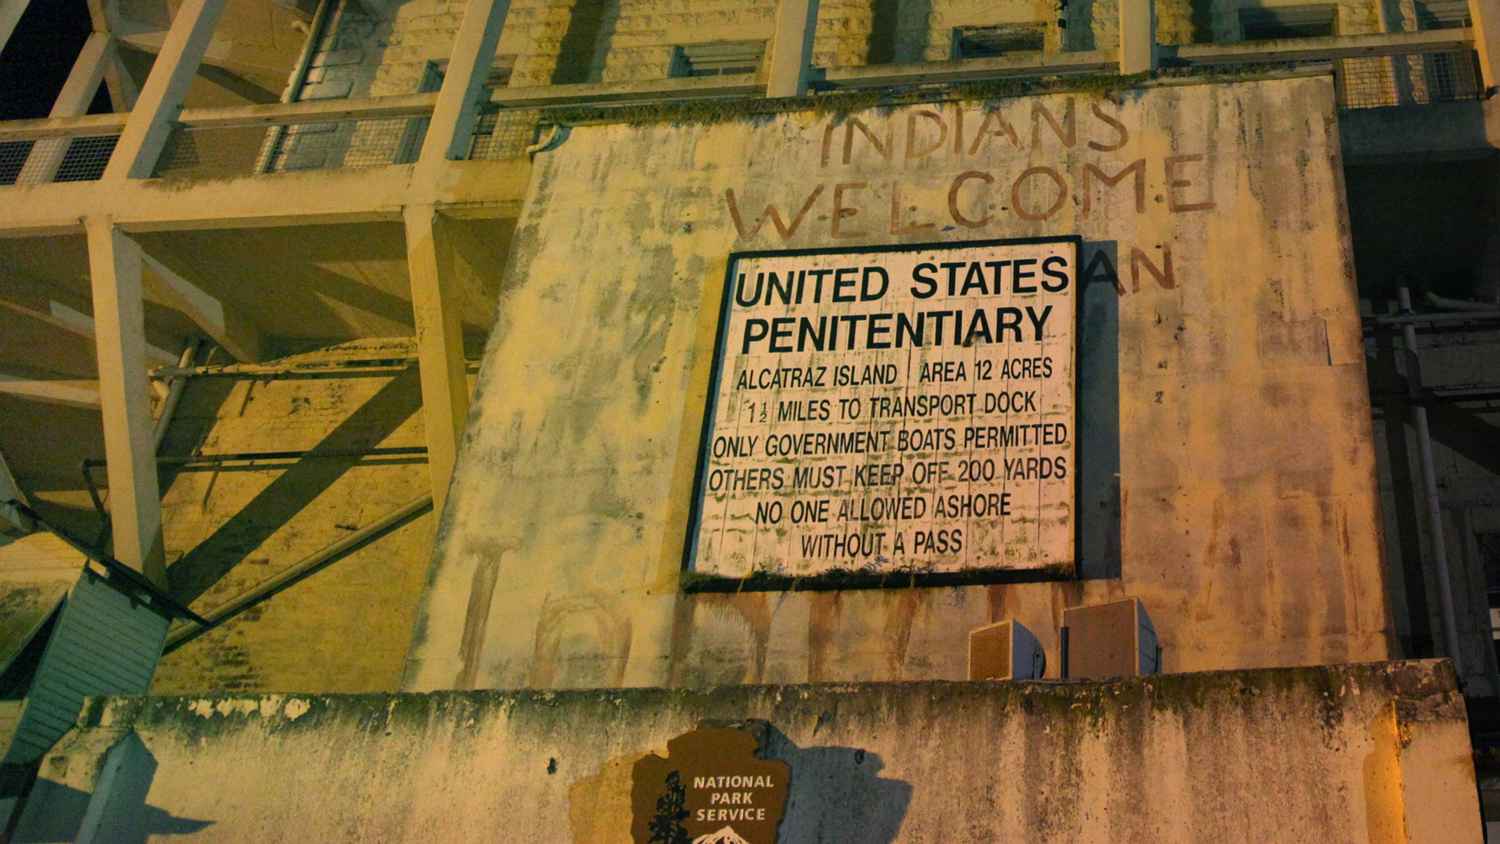 INDIANS
WELCOME
AN
UNITED STATES
PENITENTIARY
ALCATRAZ ISLAND AREA 12 ACRES
1½ MILES TO TRANSPORT DOCK
ONLY GOVERNMENT BOATS PERMITTED
OTHERS MUST KEEP OFF 200 YARDS
NO ONE ALLOWED ASHORE
WITHOUT A PASS
NATIONAL
PARK
SERVICE